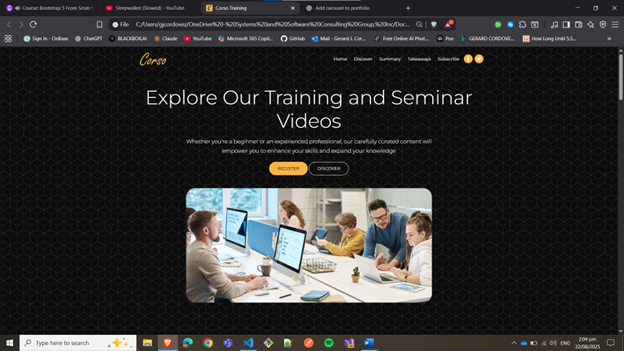 Course Bootstrap 5 From Scrat
Sleepwalker (Slowed) - YouTube
Corso Training
Add carousel to portfolio
File
C:/Users/gjcordovez/OneDrive%20-%20Systems%20and%20Software%20Consulting%20Group,%20Inc/Doc...
Sign In - OnBase
ChatGPT
BLACKBOX.AI
Claude
YouTube
Microsoft 365 Copil...
GitHub
Mail - Gerard J. Cor...
Free Online AI Phot...
Poe
GERARD CORDOVE...
How Long Until 5:3...
Corso
Home Discover Summary Takeaways Subscribe
Explore Our Training and Seminar
Videos
Whether you're a beginner or an experienced professional, our carefully curated content will
empower you to enhance your skills and expand your knowledge
REGISTER DISCOVER
Type here to search
ENG
2:04 pm
22/08/2025